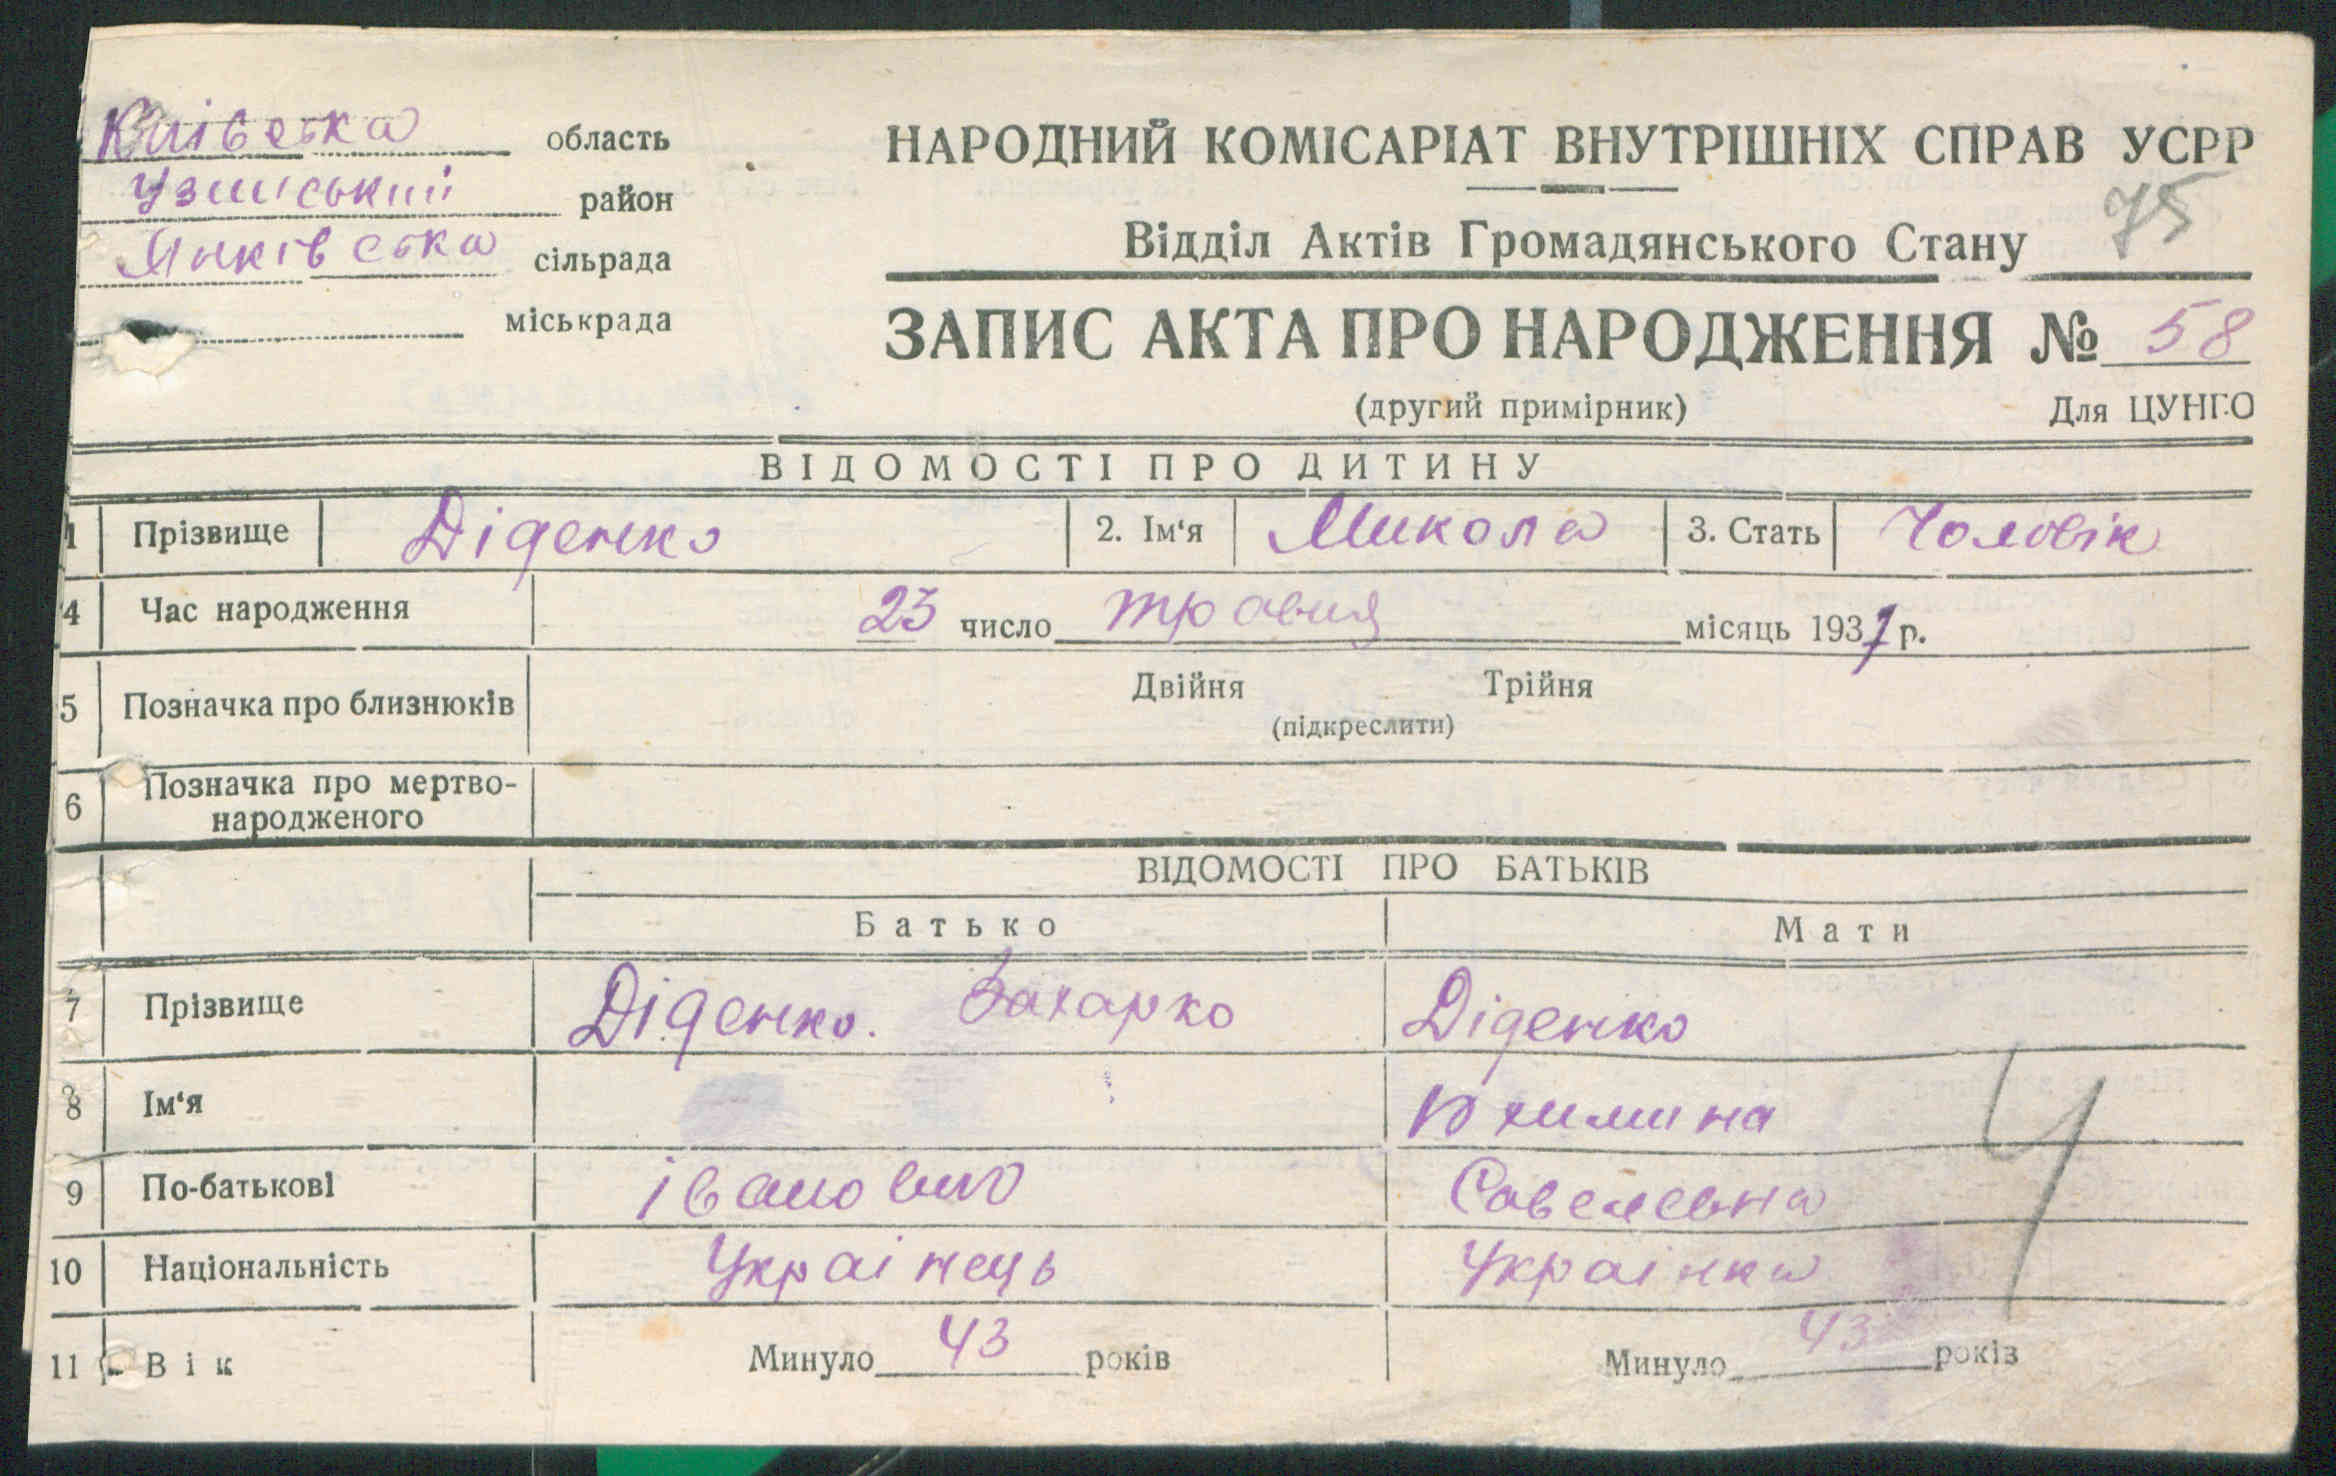 Київська область
Узинський район
Янківська сільрада
міськрада
НАРОДНИЙ КОМІСАРІАТ ВНУТРІШНІХ СПРАВ УСРР
75
Відділ Актів Громадянського Стану
ЗАПИС АКТА ПРО НАРОДЖЕННЯ № 58
(другий примірник) Для ЦУНГО
ВІДОМОСТІ ПРО ДИТИНУ
1 Прізвище Діденко 2. Ім‘я Микола 3. Стать Чоловік
4 Час народження 23 число травня місяць 1937 р.
5 Позначка про близнюків Двійня Трійня
(підкреслити)
6 Позначка про мертво-
народженого
ВІДОМОСТІ ПРО БАТЬКІВ
Батько Мати
7 Прізвище Діденко. Захарко Діденко
8 Ім‘я Юхимина
9 По-батькові Іванович Савелевна
10 Національність Украінець Украінка
11 Вік Минуло 43 років Минуло 43 років